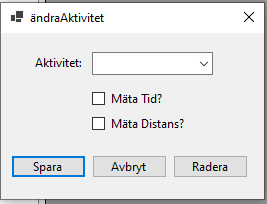 ändraAktivitet
Aktivitet:
Mäta Tid?
Mäta Distans?
Spara Avbryt Radera